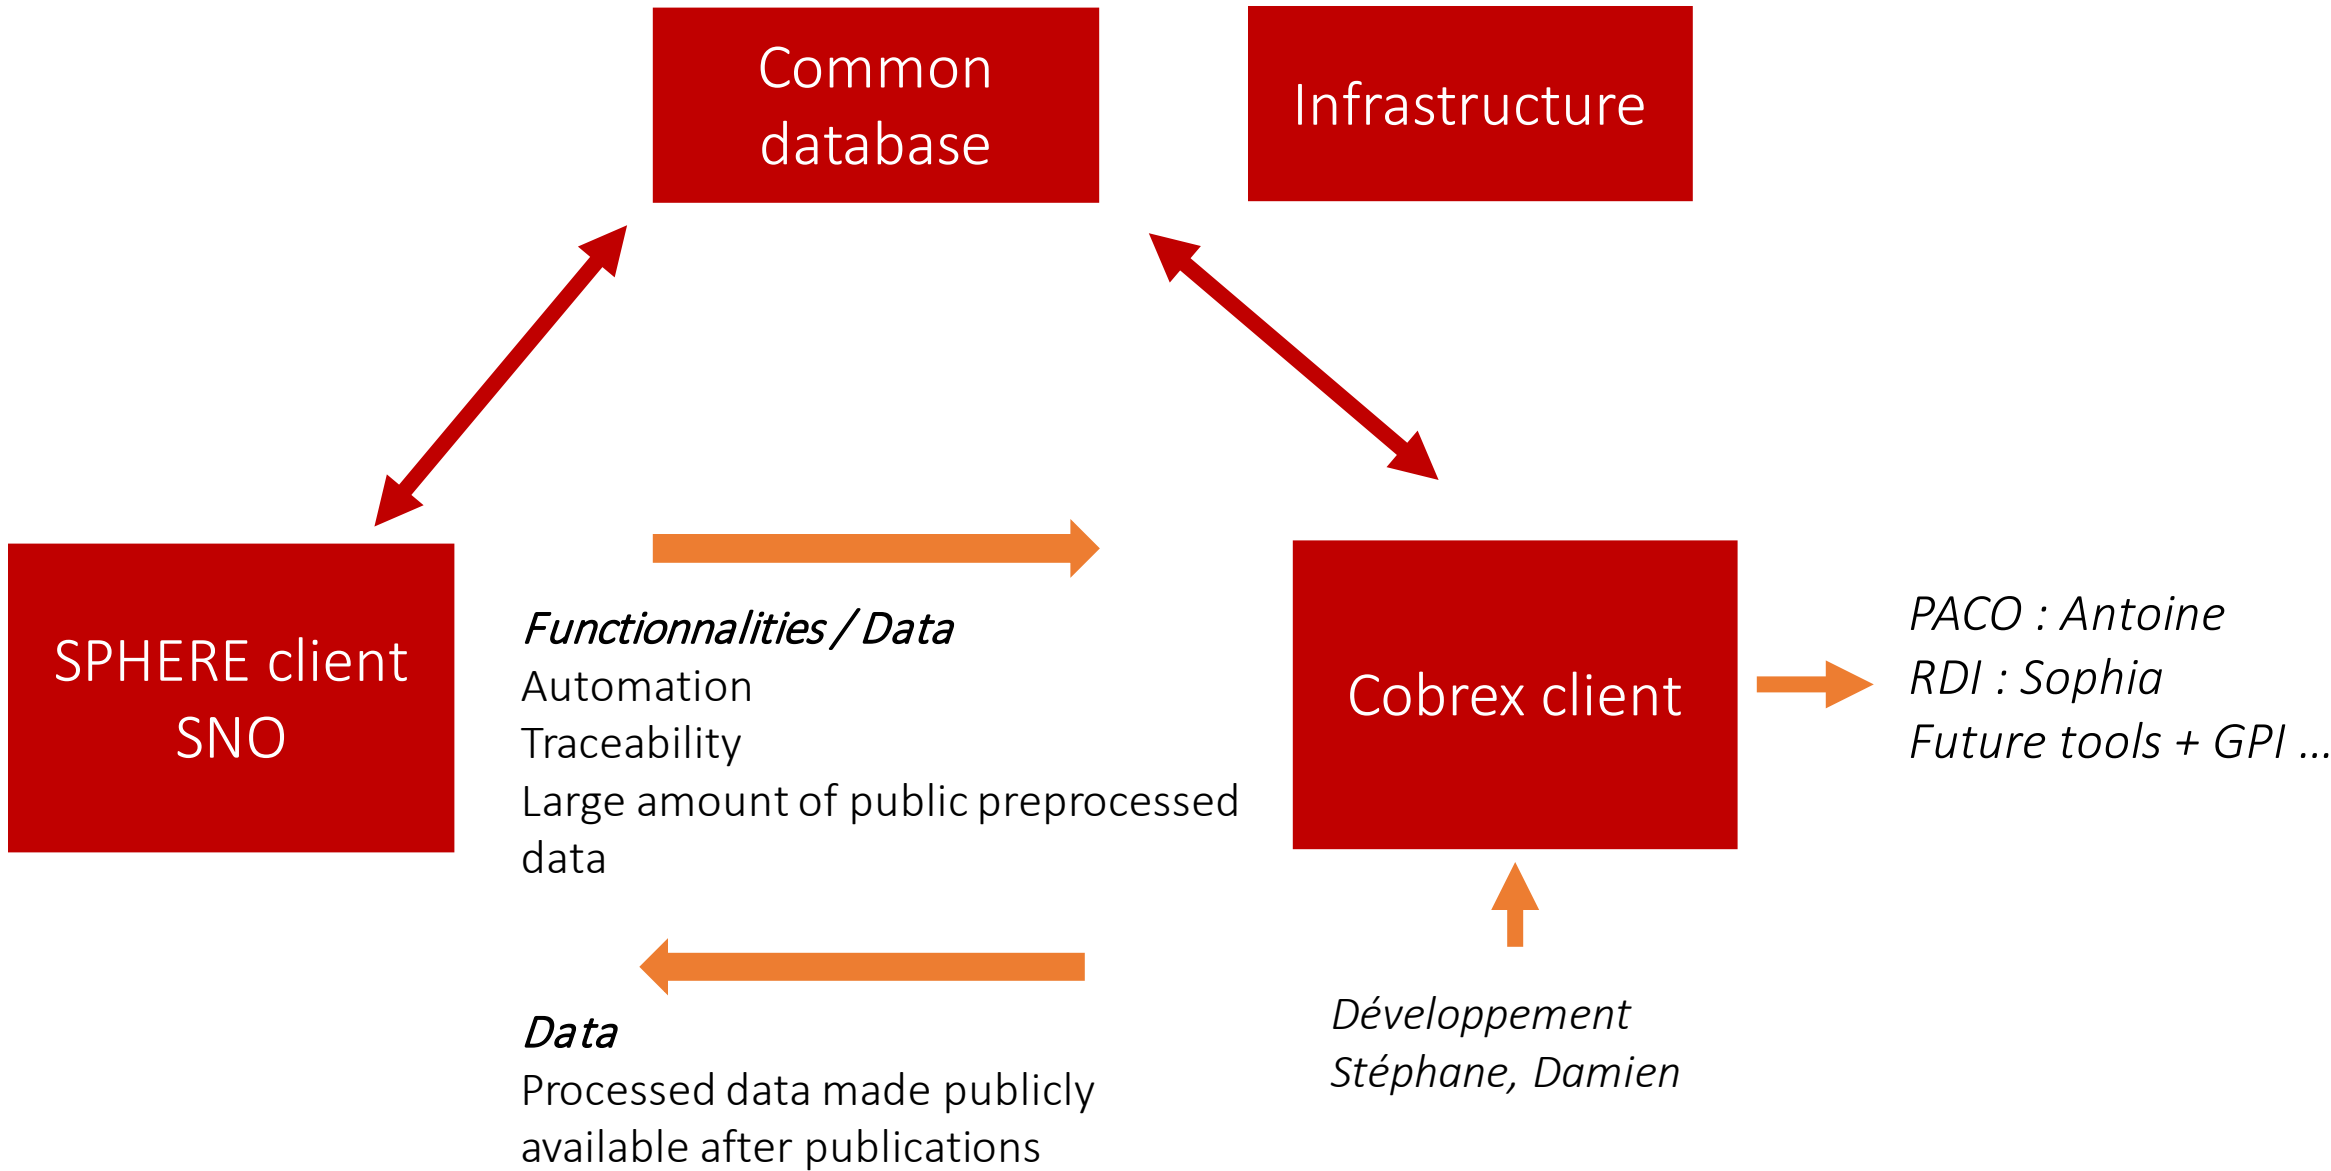 Common
database
Infrastructure
SPHERE client
SNO
Functionnalities / Data
Automation
Traceability
Large amount of public preprocessed
data
Cobrex client
PACO : Antoine
RDI : Sophia
Future tools + GPI ...
Data
Processed data made publicly
available after publications
Développement
Stéphane, Damien